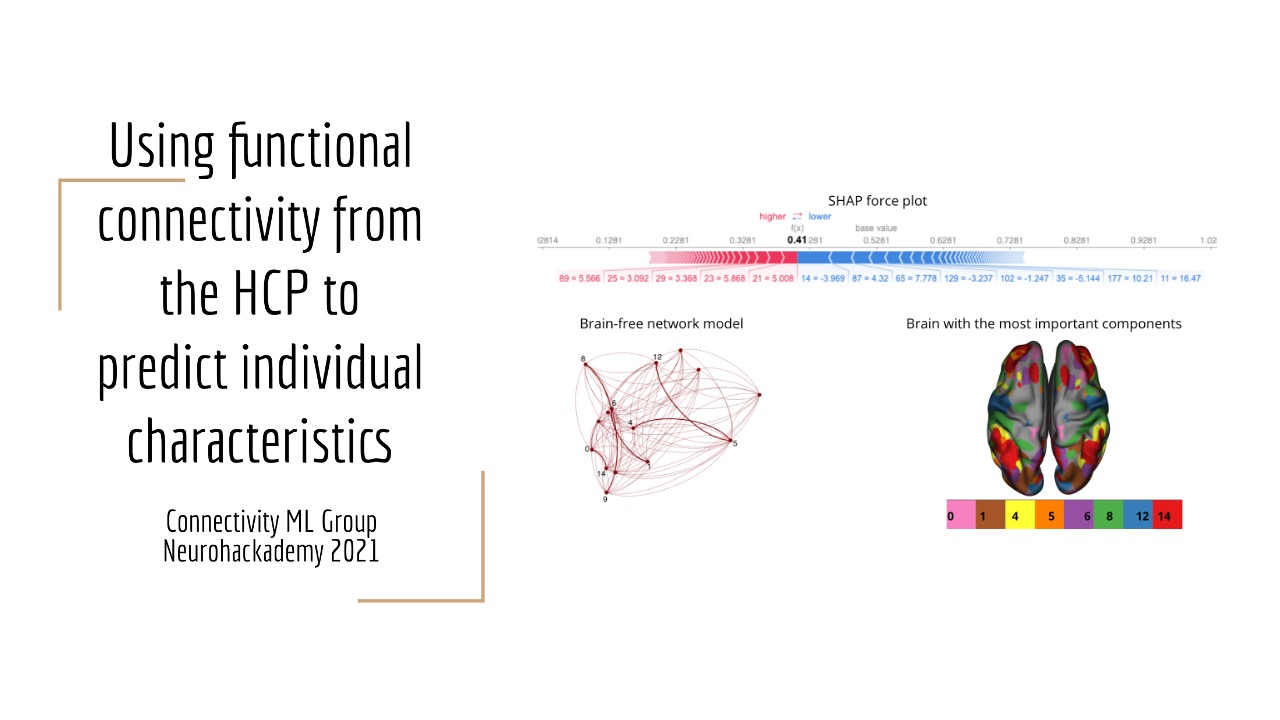 Using functional
connectivity from
the HCP to
predict individual
characteristics
Connectivity ML Group
Neurohackademy 2021
SHAP force plot
higher ⇄ lower
f(x) base value
0.1281 0.2281 0.3281 0.41 0.5281 0.6281 0.7281 0.8281 0.9281 1.02
89 = 5.566 25 = 3.092 29 = 3.368 23 = 5.868 21 = 5.008 14 = -3.969 87 = 4.32 65 = 7.778 129 = -3.237 102 = -1.247 35 = -5.144 177 = 10.21 11 = 16.47
Brain-free network model
8
12
6
4
5
0
1
14
9
Brain with the most important components
0 1 4 5 6 8 12 14